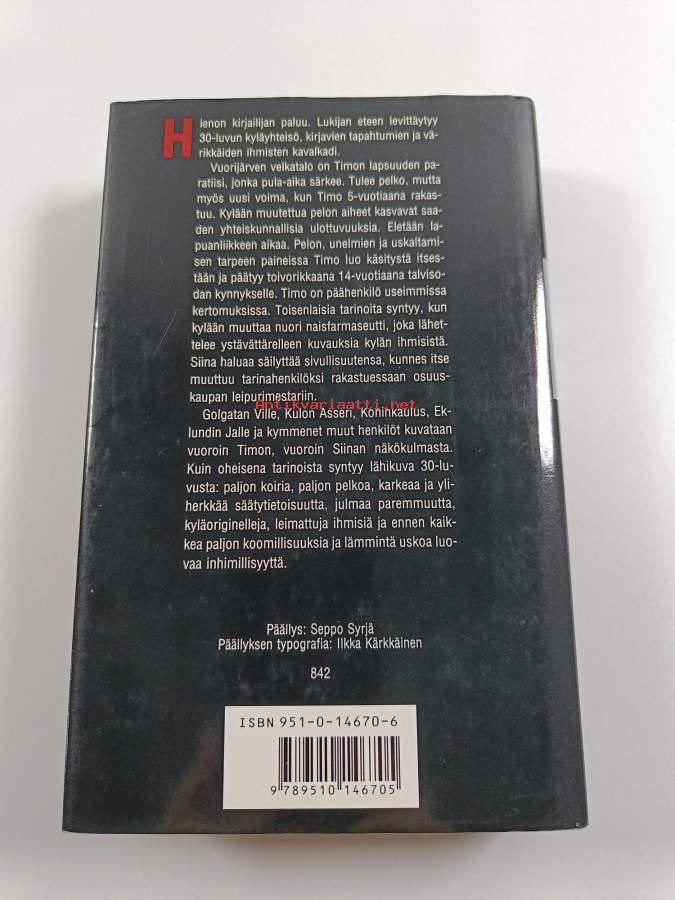 Hienon kirjailijan paluu. Lukijan eteen levittäytyy
30-luvun kyläyhteisö, kirjavien tapahtumien ja vä-
rikkäiden ihmisten kavalkadi.
Vuorijärven velkatalo on Timon lapsuuden pa-
ratiisi, jonka pula-aika särkee. Tulee pelko, mutta
myös uusi voima, kun Timo 5-vuotiaana rakas-
tuu. Kylään muutettua pelon aiheet kasvavat saa-
den yhteiskunnallisia ulottuvuuksia. Eletään la-
puanliikkeen aikaa. Pelon, unelmien ja uskaltami-
sen tarpeen paineissa Timo luo käsitystä itses-
tään ja päätyy toivorikkaana 14-vuotiaana talviso-
dan kynnykselle. Timo on päähenkilö useimmissa
kertomuksissa. Toisenlaisia tarinoita syntyy, kun
kylään muuttaa nuori naisfarmaseutti, joka lähet-
telee ystävättärelleen kuvauksia kylän ihmisistä.
Siina haluaa säilyttää sivullisuutensa, kunnes itse
muuttuu tarinahenkilöksi rakastuessaan osuus-
kaupan leipurimestariin.
Antikvariaatti.net
Golgatan Ville, Kulon Asseri, Koninkaulus, Ek-
lundin Jalle ja kymmenet muut henkilöt kuvataan
vuoroin Timon, vuoroin Siinan näkökulmasta.
Kuin oheisena tarinoista syntyy lähikuva 30-lu-
vusta: paljon koiria, paljon pelkoa, karkeaa ja yli-
herkkää säätytietoisuutta, julmaa paremmuutta,
kyläoriginelleja, leimattuja ihmisiä ja ennen kaik-
kea paljon koomillisuuksia ja lämmintä uskoa luo-
vaa inhimillisyyttä.
Päällys: Seppo Syrjä
Päällyksen typografia: Ilkka Kärkkäinen
842
ISBN 951-0-14670-6
9 789510 146705